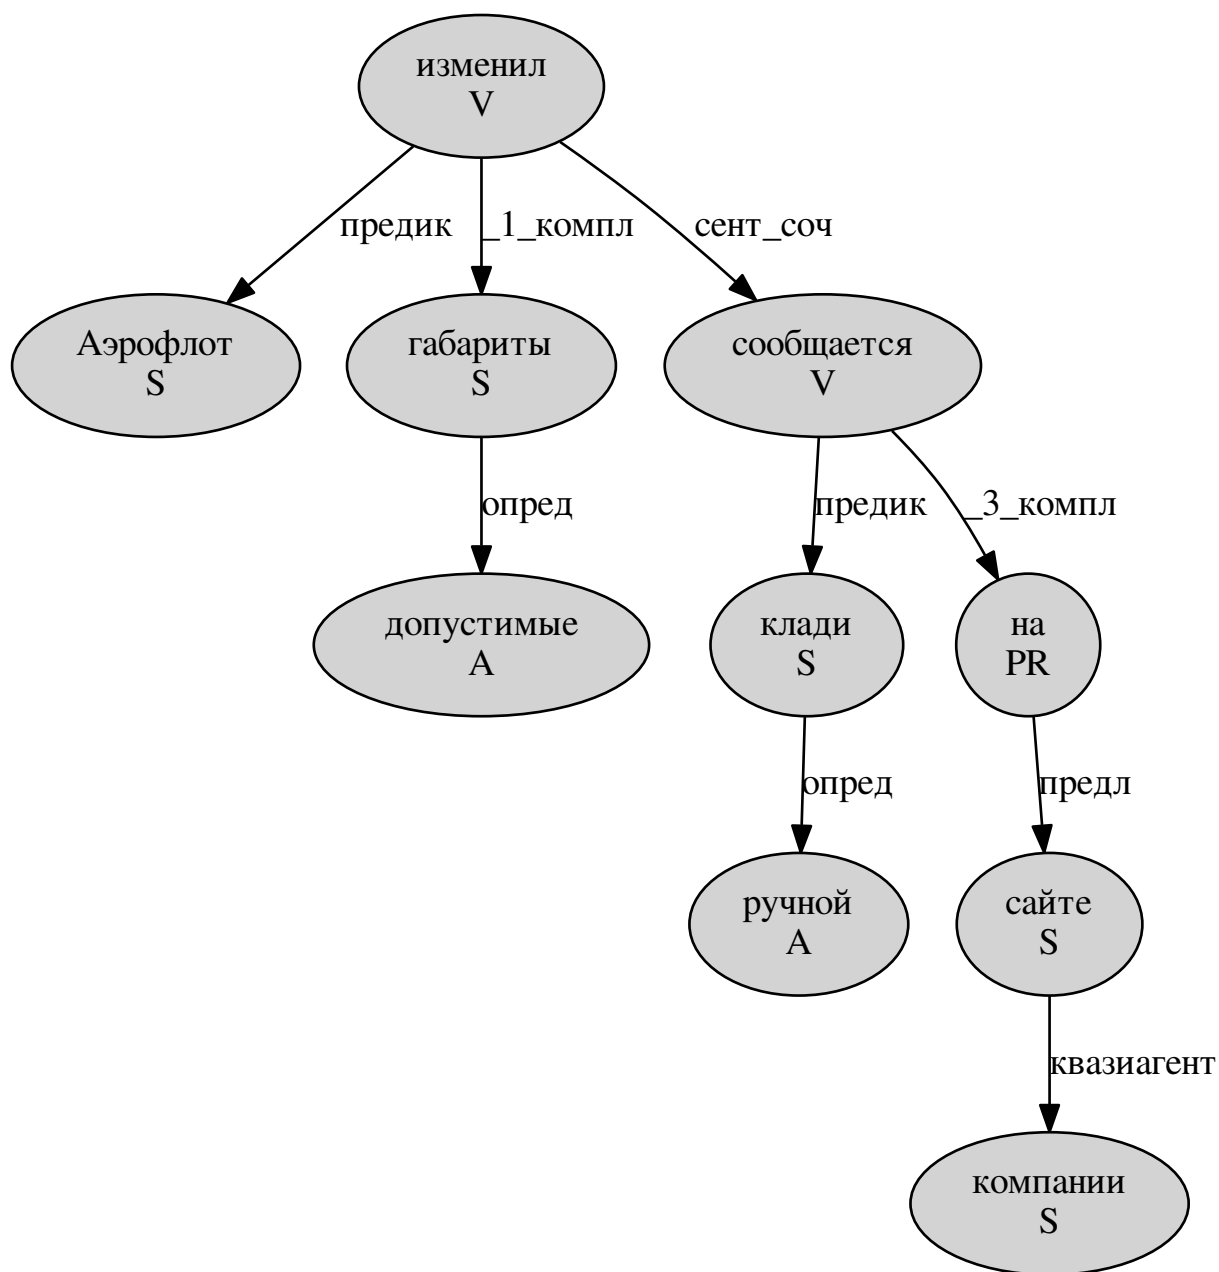 изменил
V
предик
_1_компл
сент_соч
Аэрофлот
S
габариты
S
сообщается
V
опред
предик
_3_компл
допустимые
A
клади
S
на
PR
опред
предл
ручной
A
сайте
S
квазиагент
компании
S